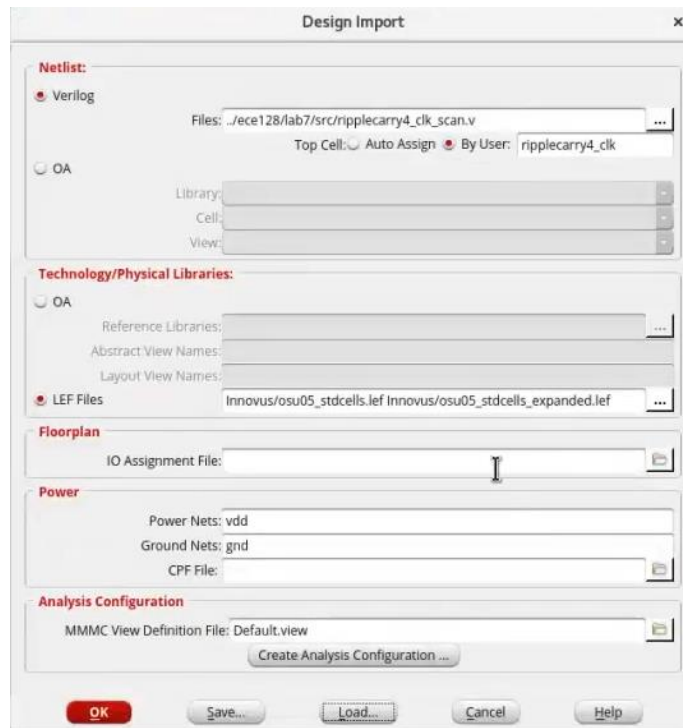 Design Import
x
Netlist:
Verilog
Files: ../ece128/lab7/src/ripplecarry4_clk_scan.v ...
Top Cell: Auto Assign By User: ripplecarry4_clk
OA
Library:
Cell:
View:
Technology/Physical Libraries:
OA
Reference Libraries: ...
Abstract View Names:
Layout View Names:
LEF Files Innovus/osu05_stdcells.lef Innovus/osu05_stdcells_expanded.lef ...
Floorplan
IO Assignment File:
Power
Power Nets: vdd
Ground Nets: gnd
CPF File:
Analysis Configuration
MMMC View Definition File: Default.view
Create Analysis Configuration ...
OK Save... Load... Cancel Help